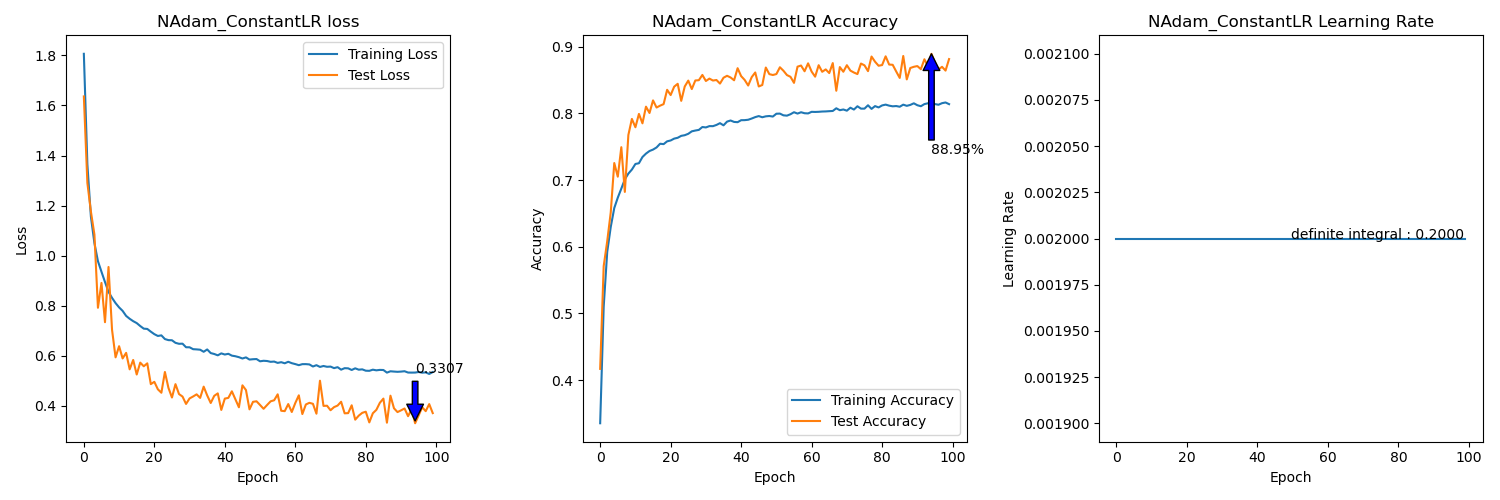 NAdam_ConstantLR loss
1.8
1.6
1.4
1.2
1.0
0.8
0.6
0.4
Loss
0 20 40 60 80 100
Epoch
Training Loss
Test Loss
0.3307
NAdam_ConstantLR Accuracy
0.9
0.8
0.7
0.6
0.5
0.4
Accuracy
0 20 40 60 80 100
Epoch
88.95%
Training Accuracy
Test Accuracy
NAdam_ConstantLR Learning Rate
0.002100
0.002075
0.002050
0.002025
0.002000
0.001975
0.001950
0.001925
0.001900
Learning Rate
0 20 40 60 80 100
Epoch
definite integral : 0.2000